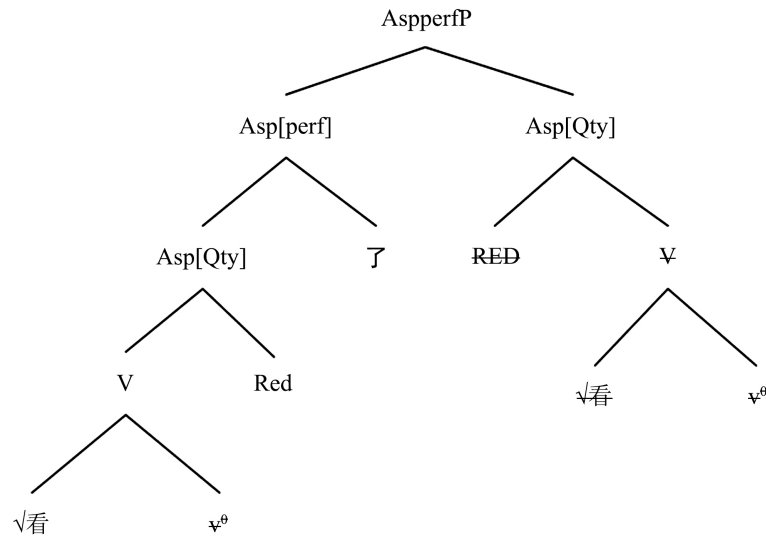 AspperfP
Asp[perf] Asp[Qty]
Asp[Qty] 了 RED V
V Red √看 vθ
√看 vθ